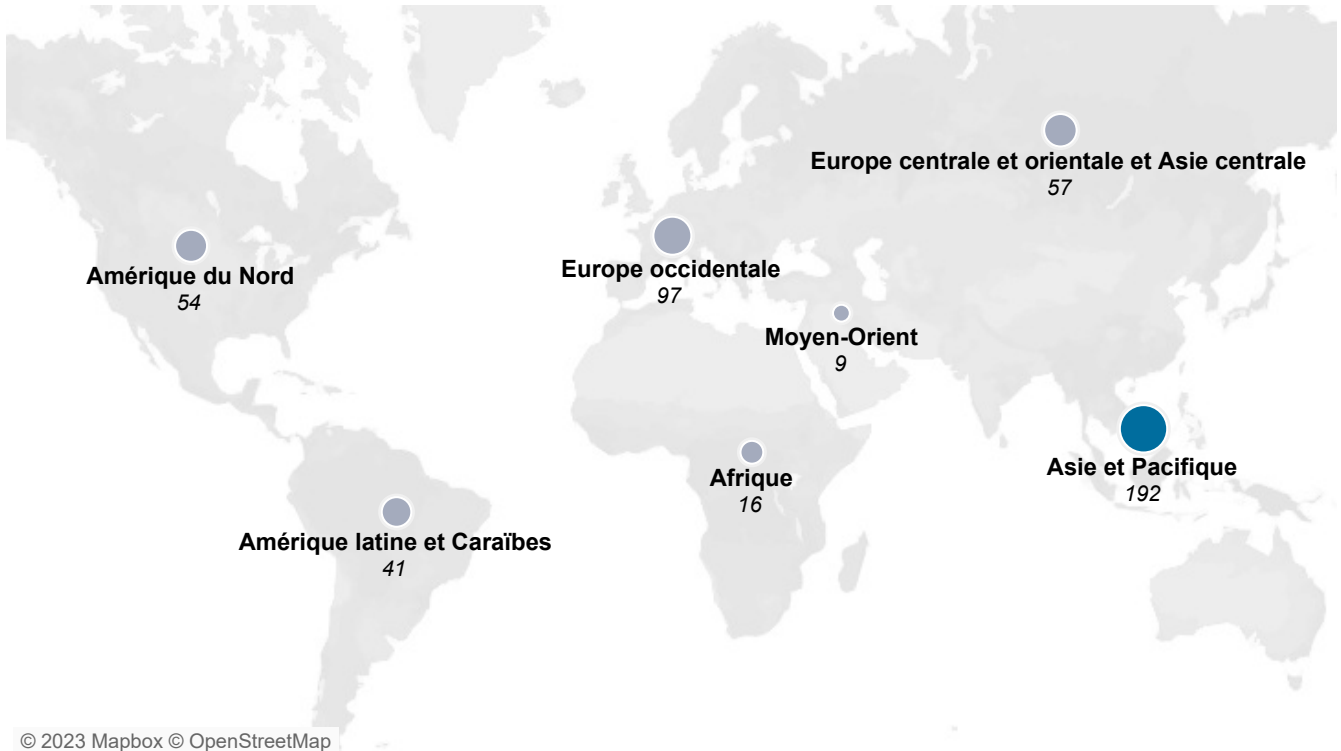 Europe centrale et orientale et Asie centrale
57
Amérique du Nord
54
Europe occidentale
97
Moyen-Orient
9
Afrique
16
Asie et Pacifique
192
Amérique latine et Caraïbes
41
© 2023 Mapbox © OpenStreetMap